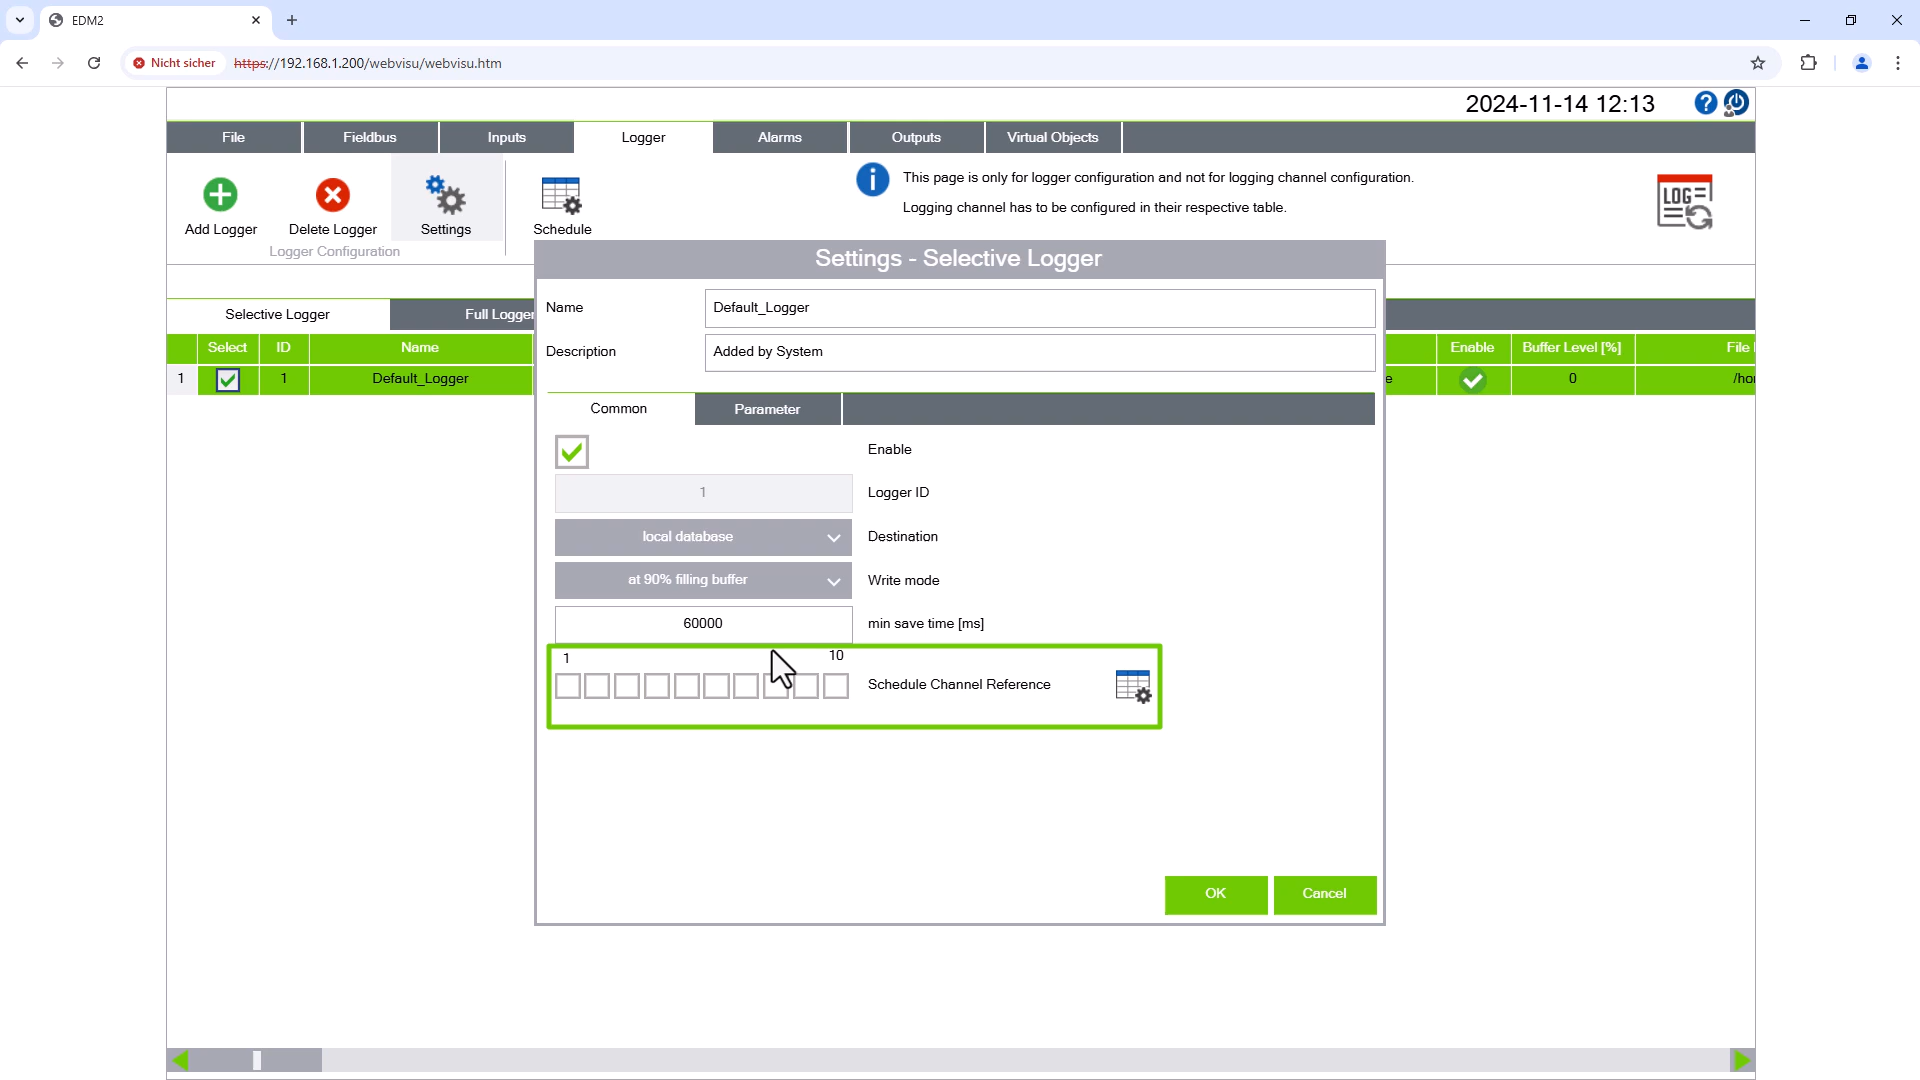 EDM2
Nicht sicher https://192.168.1.200/webvisu/webvisu.htm
2024-11-14 12:13
File Fieldbus Inputs Logger Alarms Outputs Virtual Objects
This page is only for logger configuration and not for logging channel configuration.
Logging channel has to be configured in their respective table.
LOG
Add Logger Delete Logger Settings Schedule
Logger Configuration
Settings - Selective Logger
Name Default_Logger
Description Added by System
Selective Logger Full Logger
Select ID Name Enable Buffer Level [%] File
1 1 Default_Logger e 0 /ho
Common Parameter
Enable
1 Logger ID
local database Destination
at 90% filling buffer Write mode
60000 min save time [ms]
1 10
Schedule Channel Reference
OK Cancel